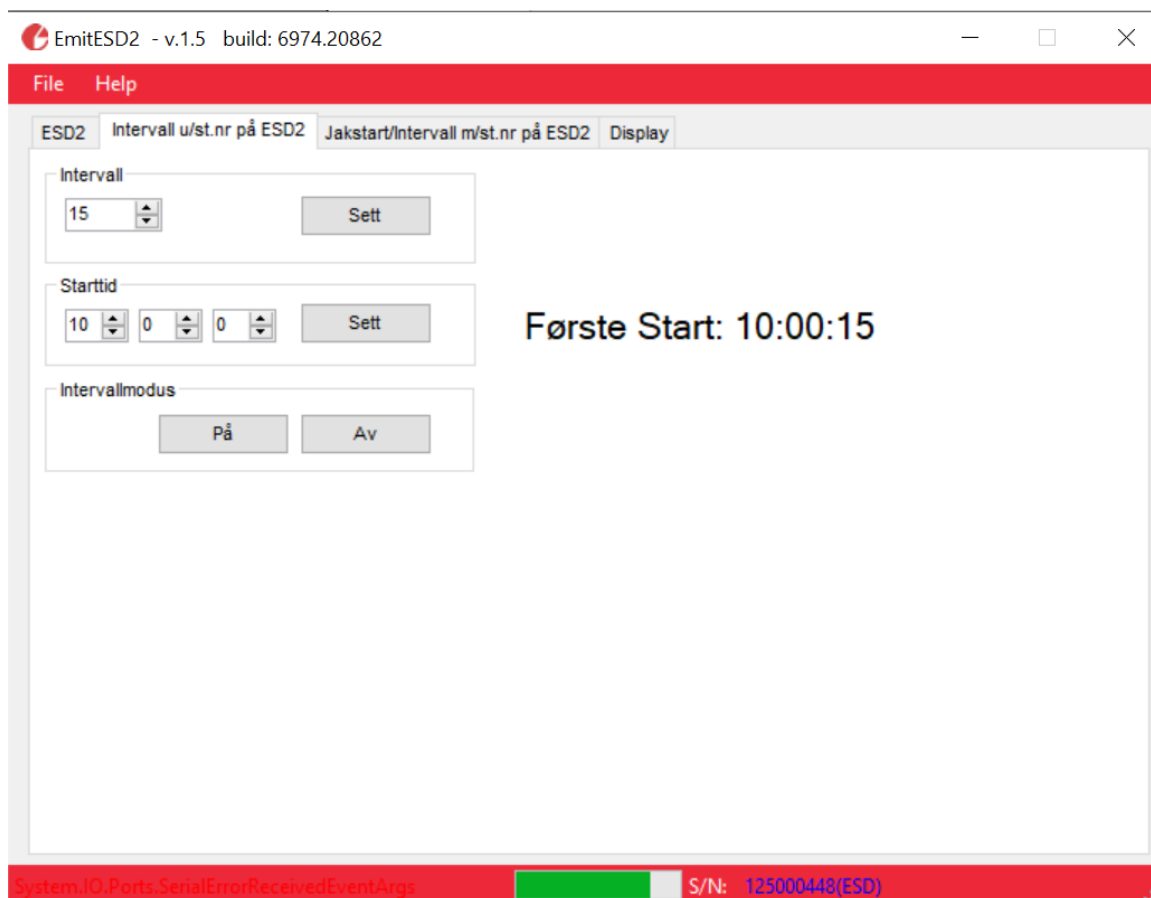 EmitESD2 - v.1.5 build: 6974.20862
File Help
ESD2 Intervall u/st.nr på ESD2 Jakstart/Intervall m/st.nr på ESD2 Display
Intervall
15 Sett
Starttid
10 0 0 Sett
Første Start: 10:00:15
Intervallmodus
På Av
System.IO.Ports.SerialErrorReceivedEventArgs S/N: 125000448(ESD)